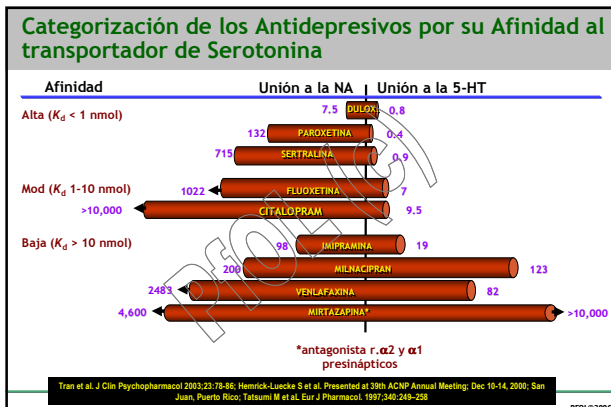 Categorización de los Antidepresivos por su Afinidad al
transportador de Serotonina
Afinidad Unión a la NA Unión a la 5-HT
Alta (Kd < 1 nmol) 7.5 DULOX 0.8
132 PAROXETINA 0.4
715 SERTRALINA 0.9
Mod (Kd 1-10 nmol) 1022 FLUOXETINA 7
>10,000 CITALOPRAM 9.5
Baja (Kd > 10 nmol) 98 IMIPRAMINA 19
200 MILNACIPRAN 123
2483 VENLAFAXINA 82
4,600 MIRTAZAPINA* >10,000
*antagonista r.α2 y α1
presinápticos
Tran et al. J Clin Psychopharmacol 2003;23:78-86; Hemrick-Luecke S et al. Presented at 39th ACNP Annual Meeting; Dec 10-14, 2000; San
Juan, Puerto Rico; Tatsumi M et aL Eur J Pharmacol. 1997;340:249–258